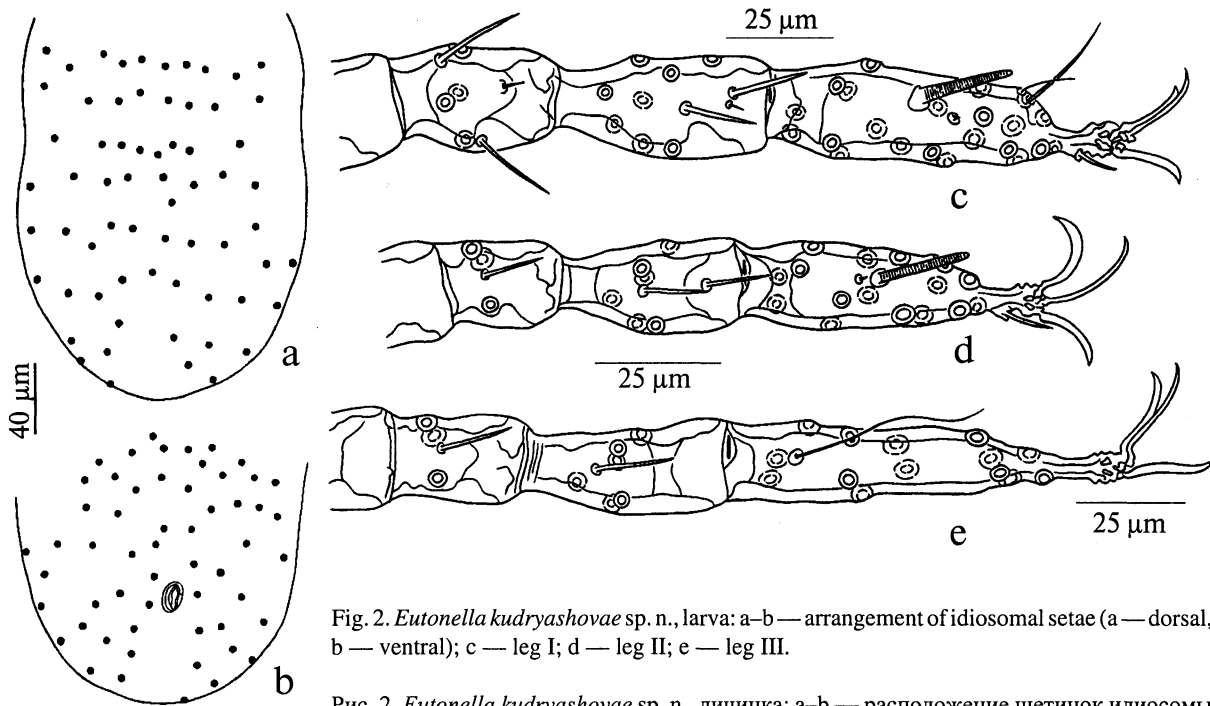 25 µm
c
a
d
25 µm
40 µm
b
e
25 µm
Fig. 2. Eutonella kudryashovae sp. n., larva: a–b — arrangement of idiosomal setae (a — dorsal,
b — ventral); c — leg I; d — leg II; e — leg III.
Рис. 2. Eutonella kudryashovae sp. n., личинка: a–b — расположение щетинок идиосомы